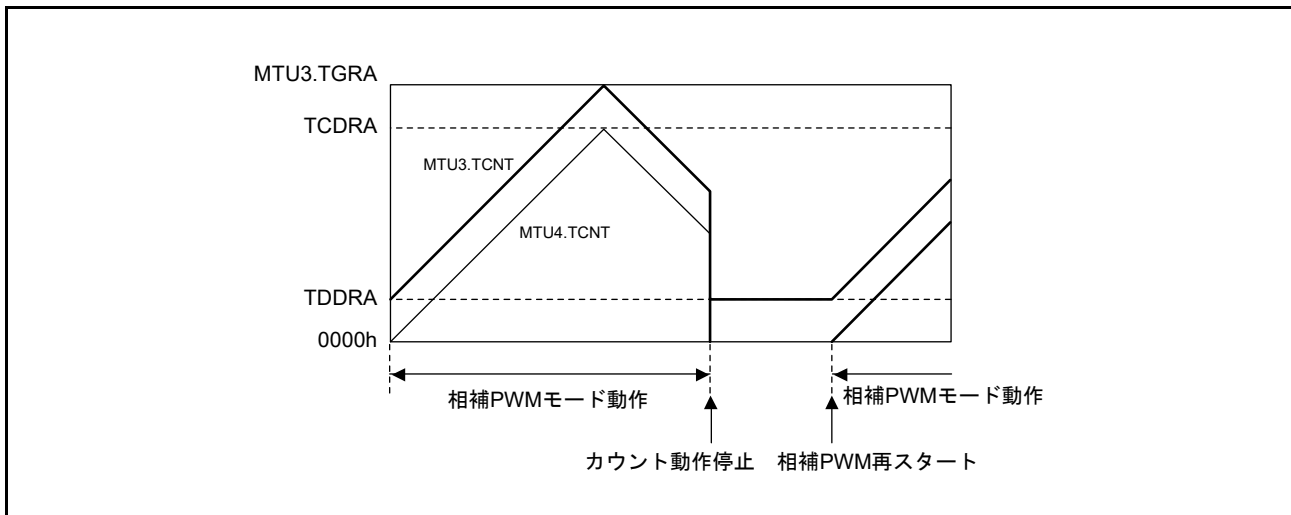 MTU3.TGRA
TCDRA
MTU3.TCNT
MTU4.TCNT
TDDRA
0000h
相補PWMモード動作
相補PWMモード動作
カウント動作停止
相補PWM再スタート